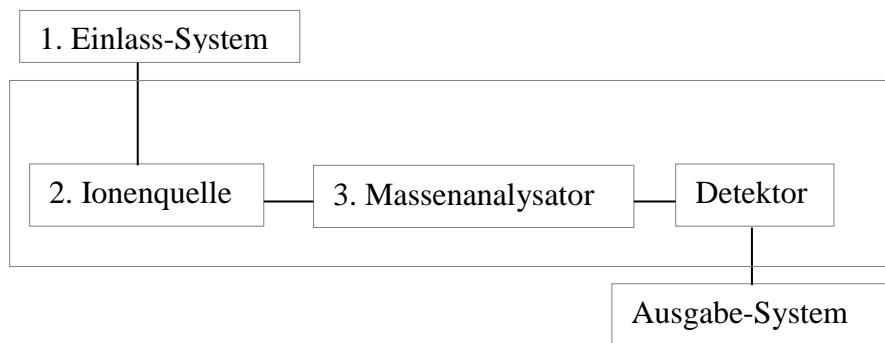 1. Einlass-System
2. Ionenquelle
3. Massenanalysator
Detektor
Ausgabe-System